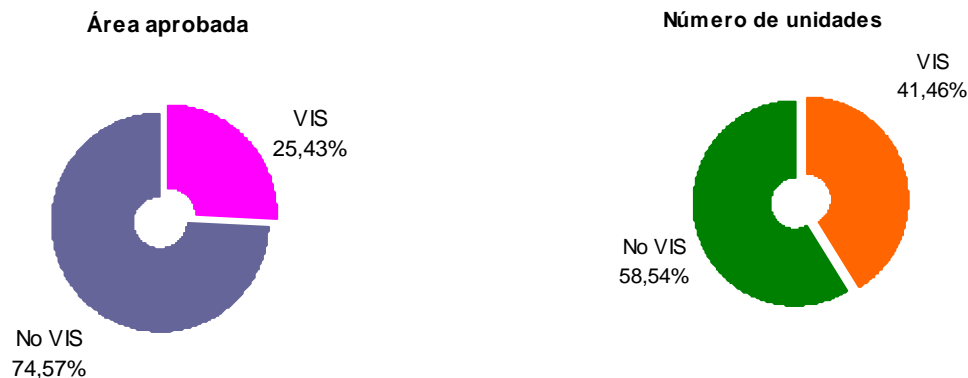 Área aprobada
VIS
25,43%
No VIS
74,57%
Número de unidades
VIS
41,46%
No VIS
58,54%